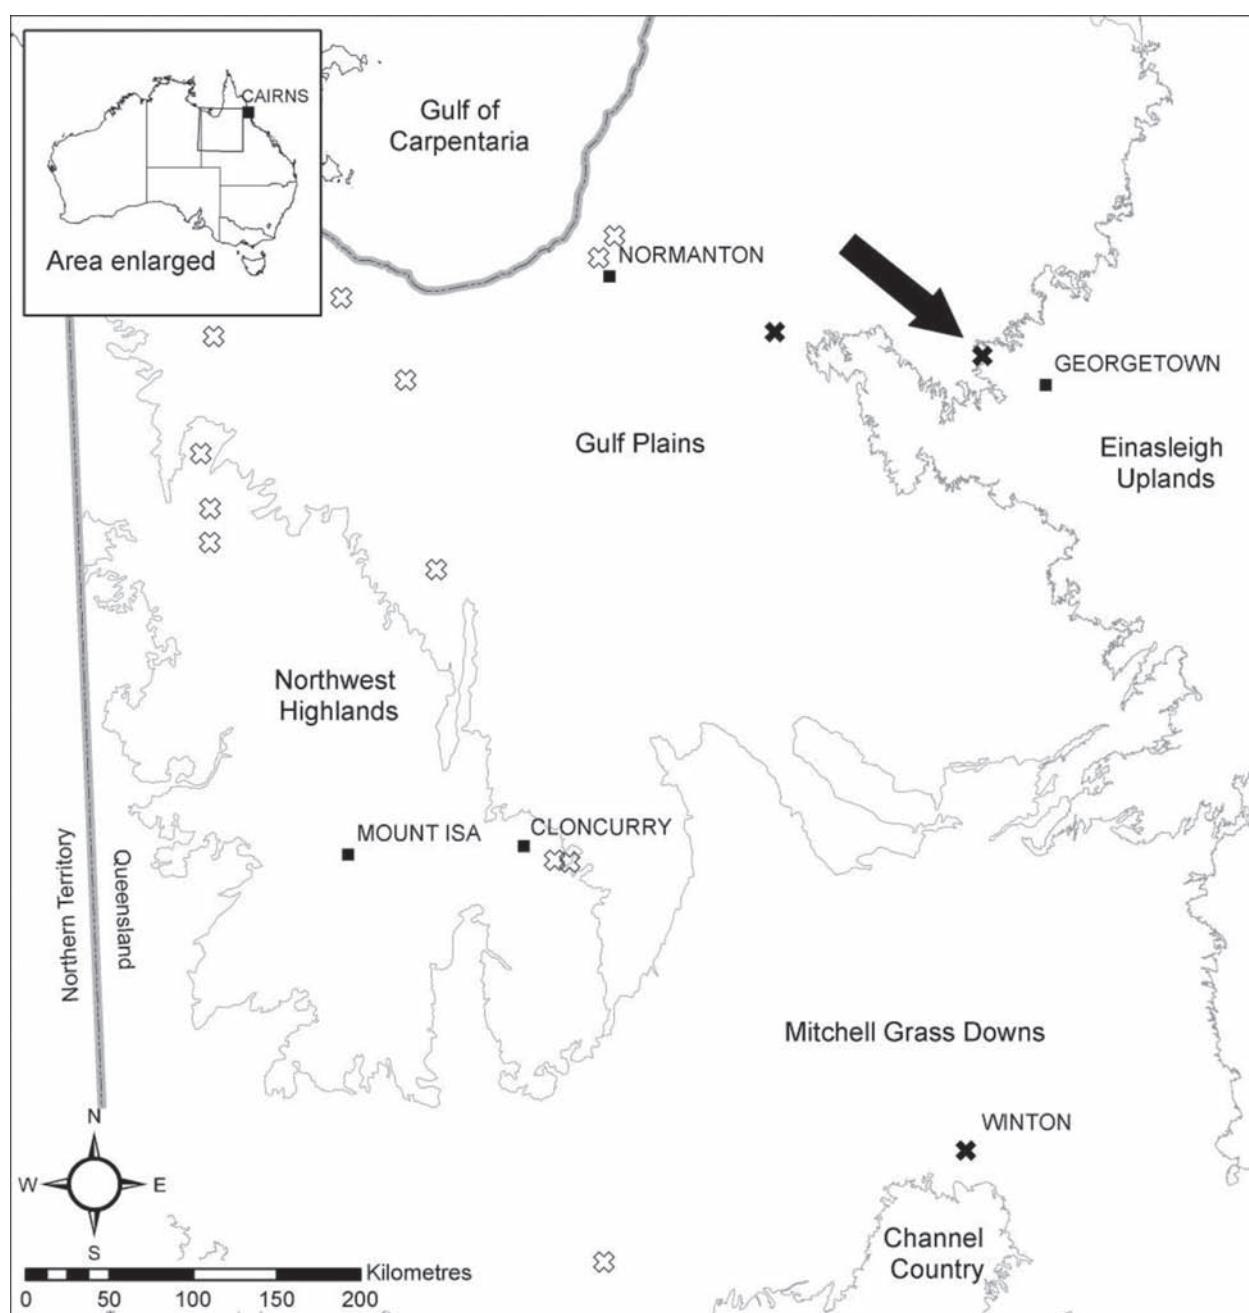 CAIRNS
Area enlarged
Gulf of
Carpentaria
NORMANTON
GEORGETOWN
Gulf Plains
Einasleigh
Uplands
Northwest
Highlands
MOUNT ISA
CLONCURRY
Northern Territory
Queensland
Mitchell Grass Downs
WINTON
Channel
Country
N
W
E
S
Kilometres
0 50 100 150 200